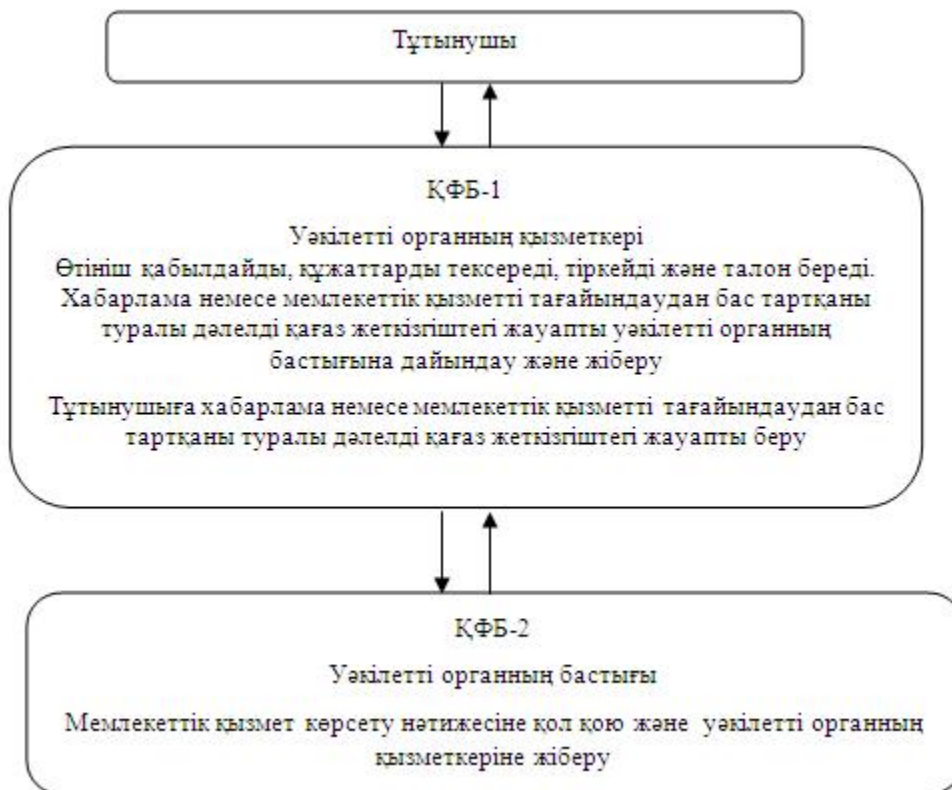 Тұтынушы
ҚФБ-1
Уәкілетті органның қызметкері
Өтініш қабылдайды, құжаттарды тексереді, тіркейді және талон береді.
Хабарлама немесе мемлекеттік қызметті тағайындаудан бас тартқаны
туралы дәлелді қағаз жеткізгіштегі жауапты уәкілетті органның
бастығына дайындау және жіберу
Тұтынушыға хабарлама немесе мемлекеттік қызметті тағайындаудан бас
тартқаны туралы дәлелді қағаз жеткізгіштегі жауапты беру
ҚФБ-2
Уәкілетті органның бастығы
Мемлекеттік қызмет көрсету нәтижесіне қол қою және уәкілетті органның
қызметкеріне жіберу